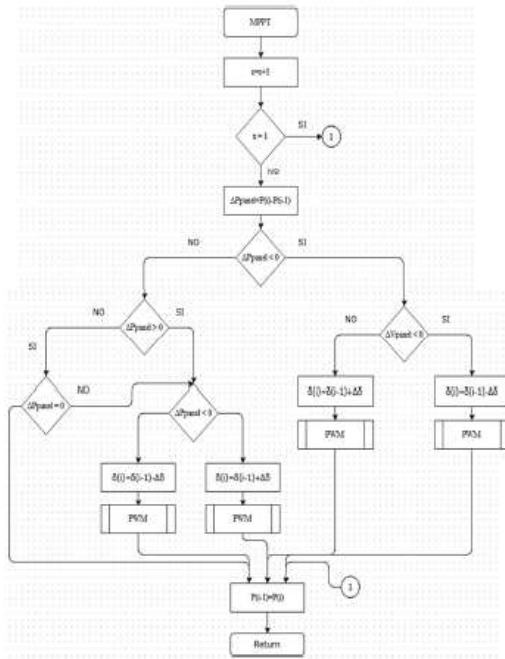 MPPT
x=x+1
x = 1
SI
1
NO
ΔPpanel=P(i)-P(i-1)
NO
SI
ΔPpanel < 0
NO
SI
ΔPpanel > 0
NO
SI
ΔVpanel < 0
SI
NO
ΔPpanel = 0
ΔPpanel < 0
δ(i)=δ(i-1)+Δδ
δ(i)=δ(i-1)-Δδ
PWM
PWM
δ(i)=δ(i-1)-Δδ
δ(i)=δ(i-1)+Δδ
PWM
PWM
P(i-1)=P(i)
1
Return